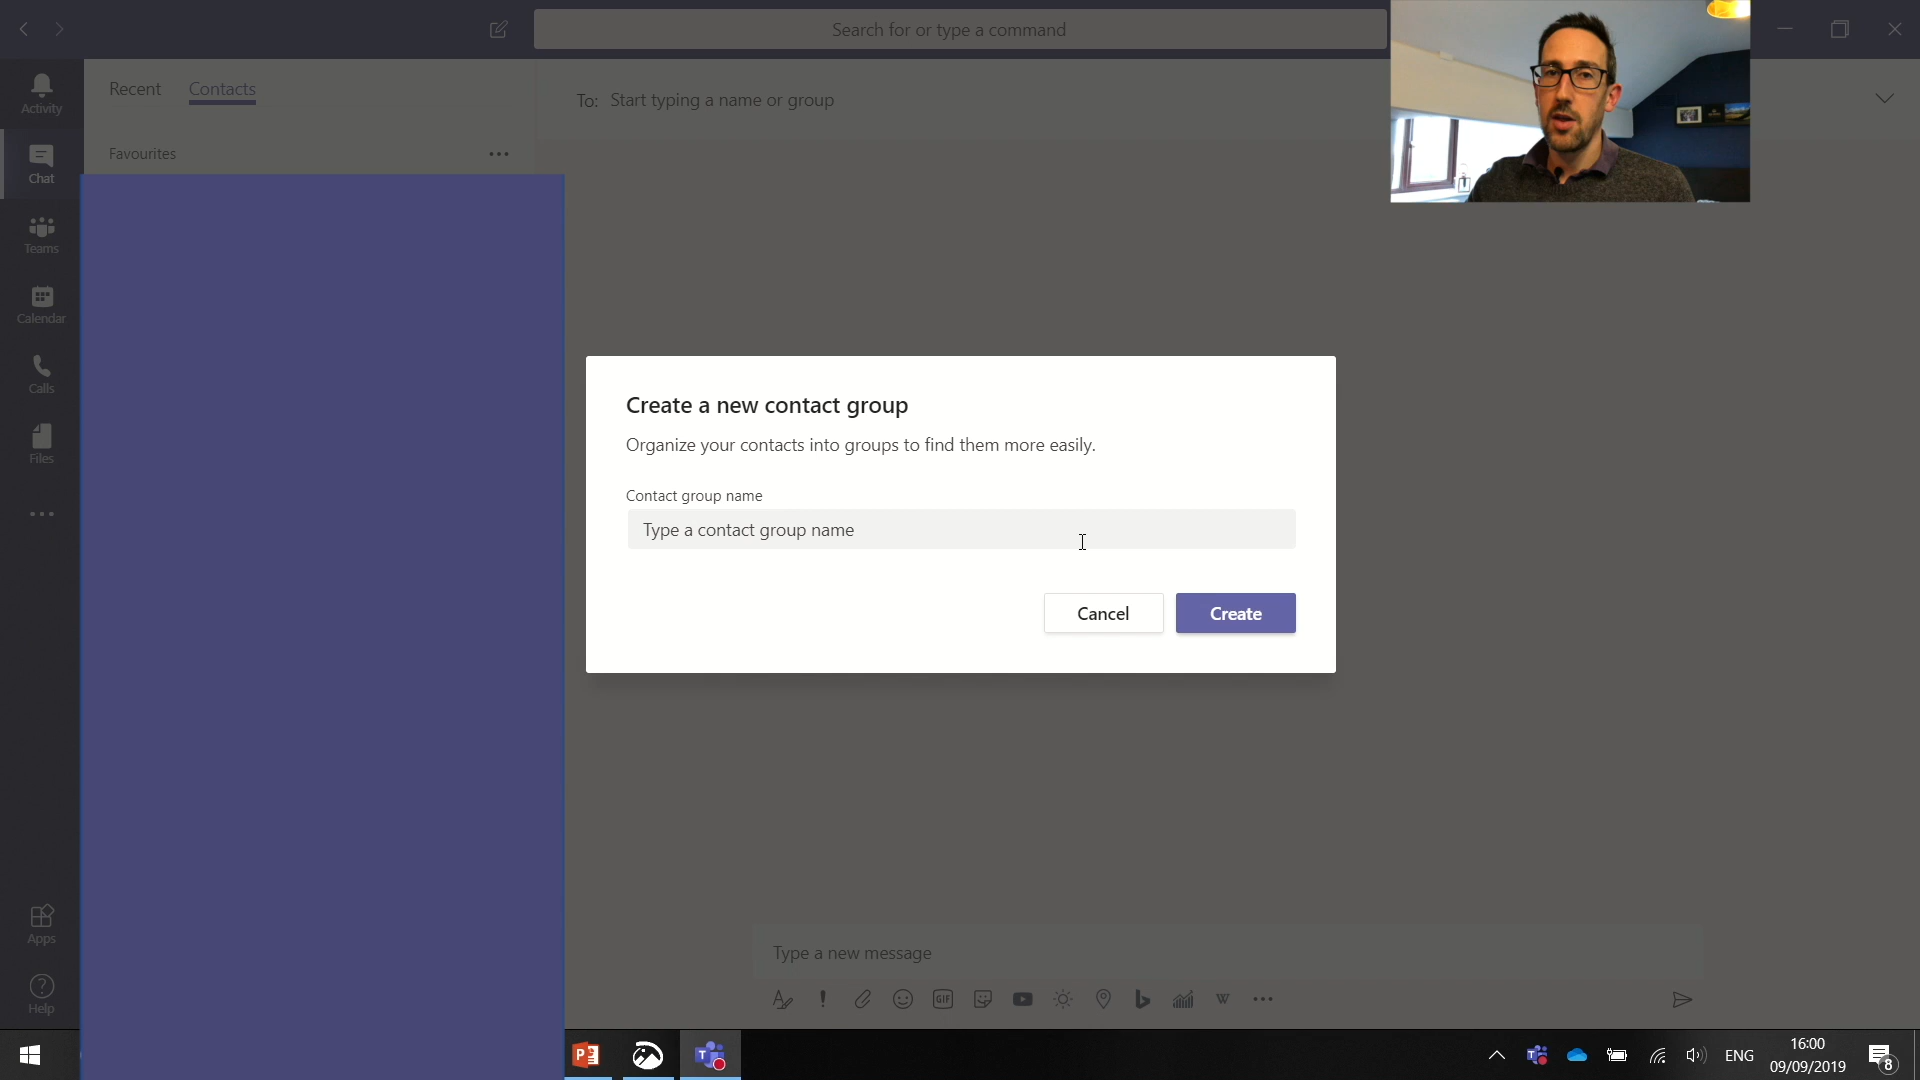 Search for or type a command
Activity
Chat
Teams
Calendar
Calls
Files
Apps
Help
Recent
Contacts
Favourites
To: Start typing a name or group
Create a new contact group
Organize your contacts into groups to find them more easily.
Contact group name
Type a contact group name
Cancel
Create
Type a new message
GIF
W
P
T
T
ENG
16:00
09/09/2019
8